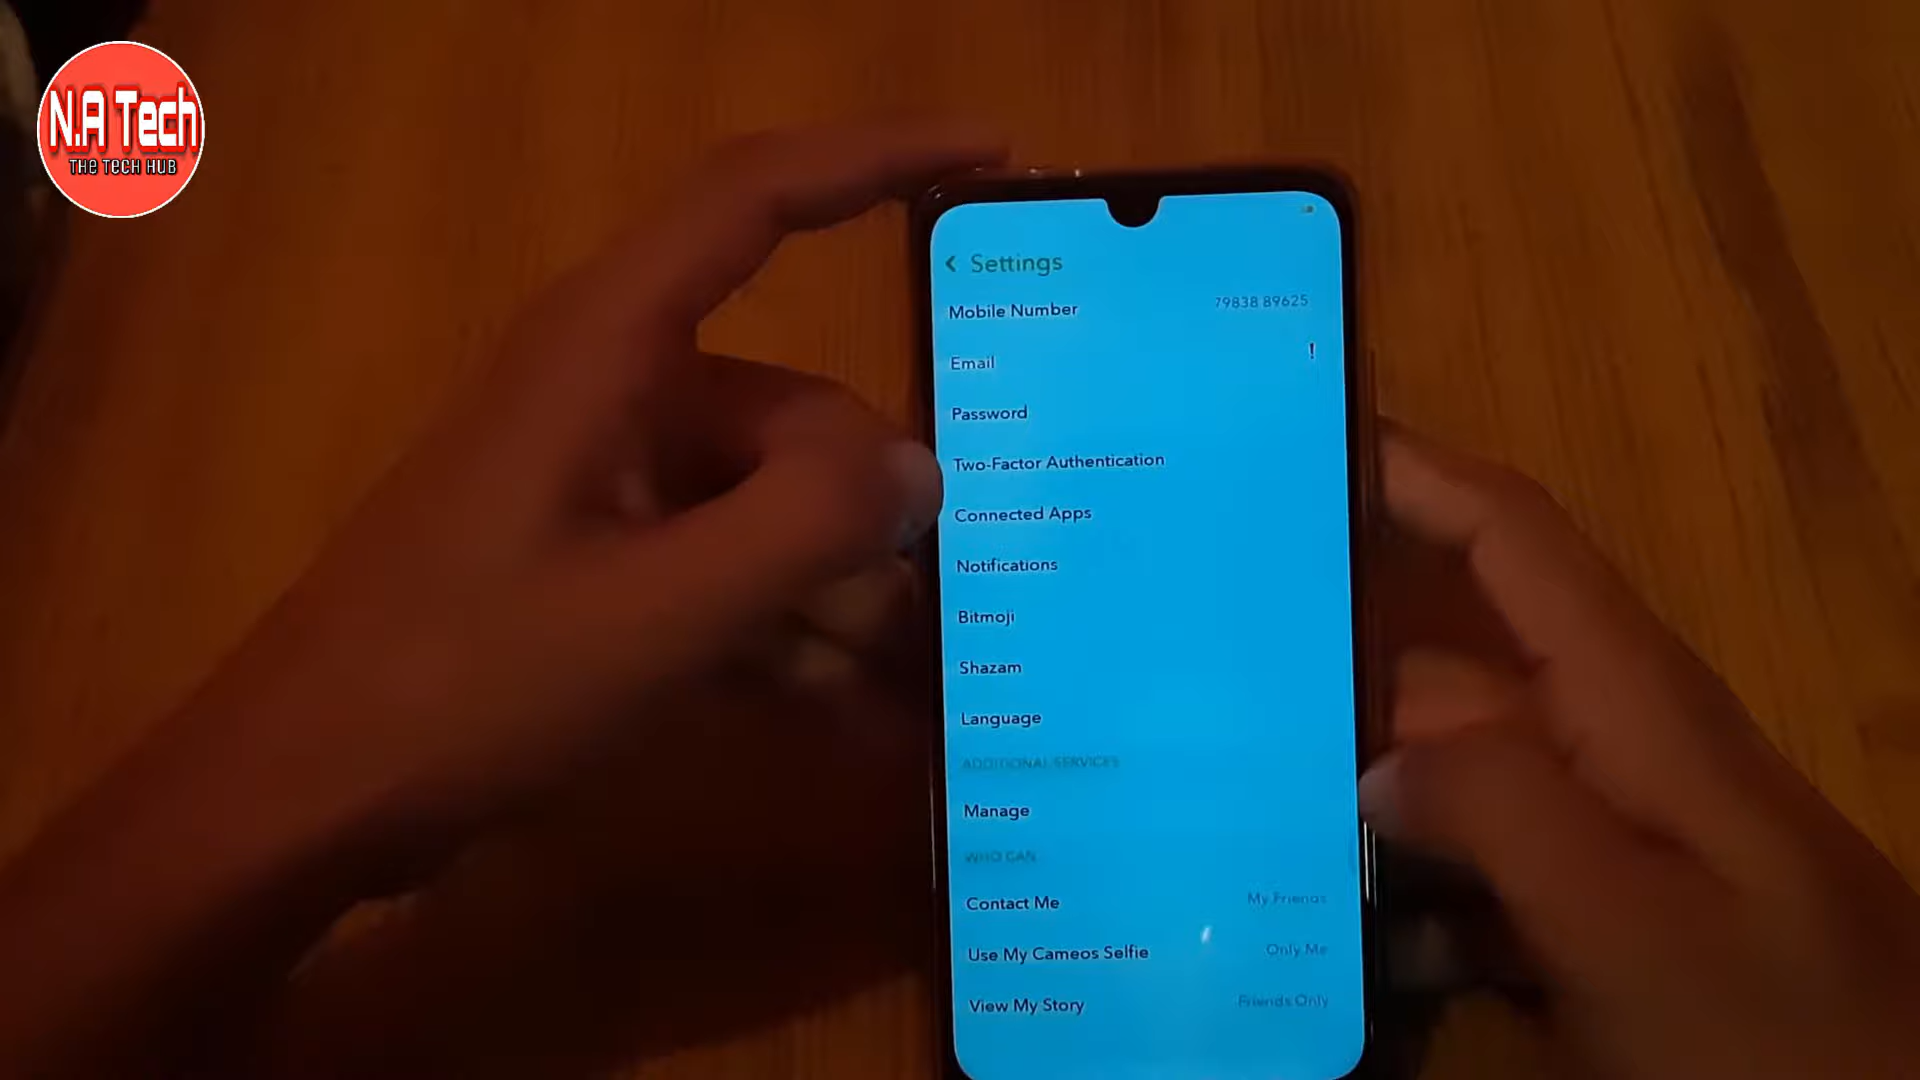 N.A Tech
THE TECH HUB
Settings
Mobile Number 79838 89625
Email !
Password
Two-Factor Authentication
Connected Apps
Notifications
Bitmoji
Shazam
Language
ADDITIONAL SERVICES
Manage
WHO CAN
Contact Me My Friends
Use My Cameos Selfie Only Me
View My Story Friends Only